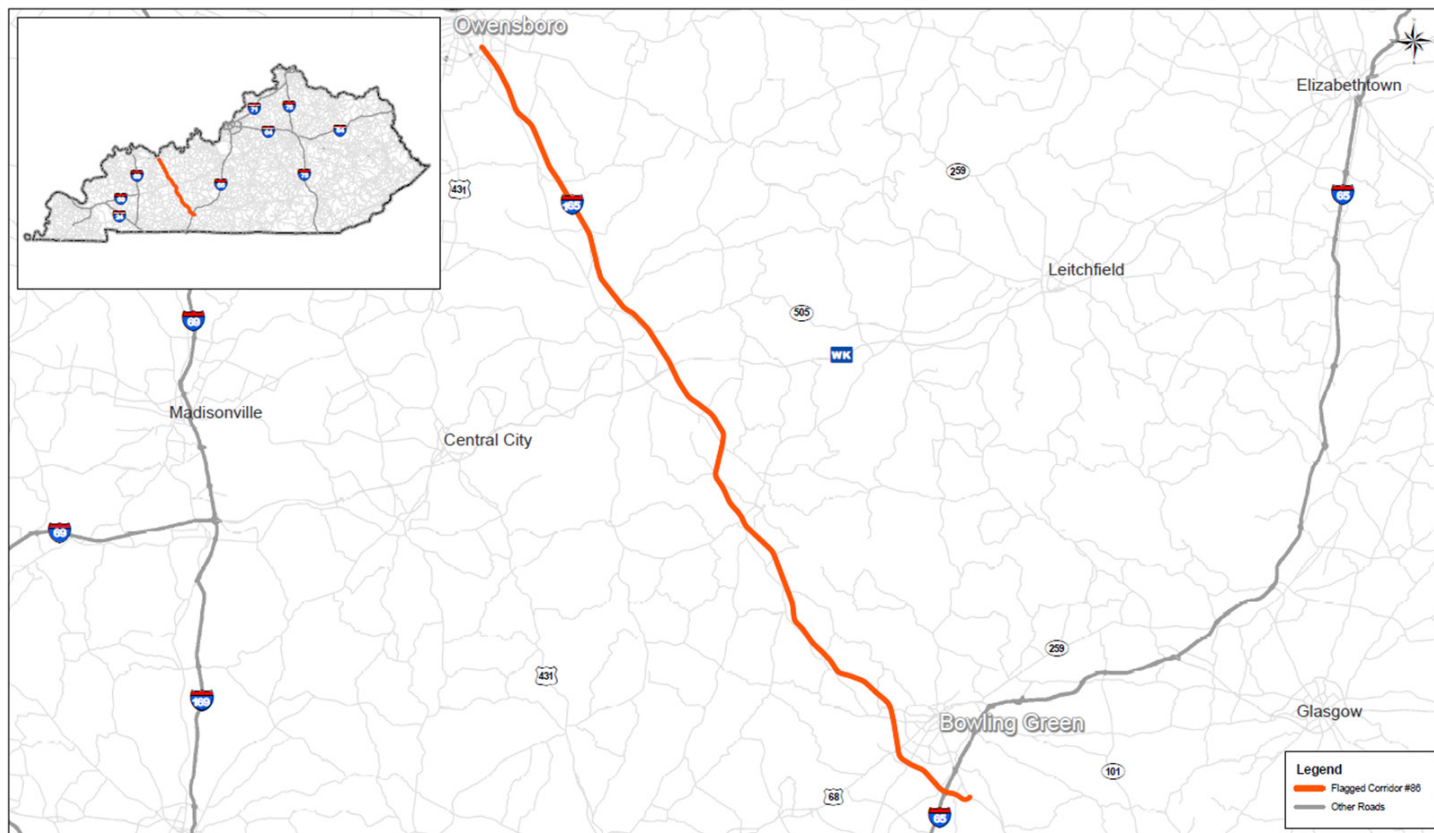 Owensboro
Elizabethtown
259
431
165
65
Leitchfield
505
69
WK
Madisonville
Central City
69
259
431
169
Glasgow
Bowling Green
Legend
101
Flagged Corridor #86
68
Other Roads
65